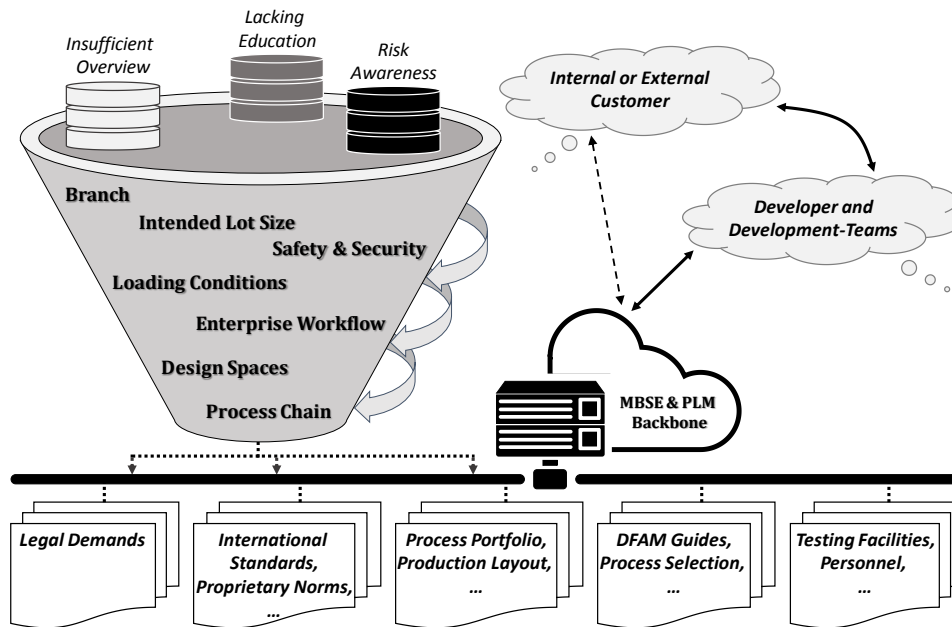 Insufficient
Overview
Lacking
Education
Risk
Awareness
Internal or External
Customer
Developer and
Development-Teams
Branch
Intended Lot Size
Safety & Security
Loading Conditions
Enterprise Workflow
Design Spaces
Process Chain
MBSE & PLM
Backbone
Legal Demands
International
Standards,
Proprietary Norms,
...
Process Portfolio,
Production Layout,
...
DFAM Guides,
Process Selection,
...
Testing Facilities,
Personnel,
...